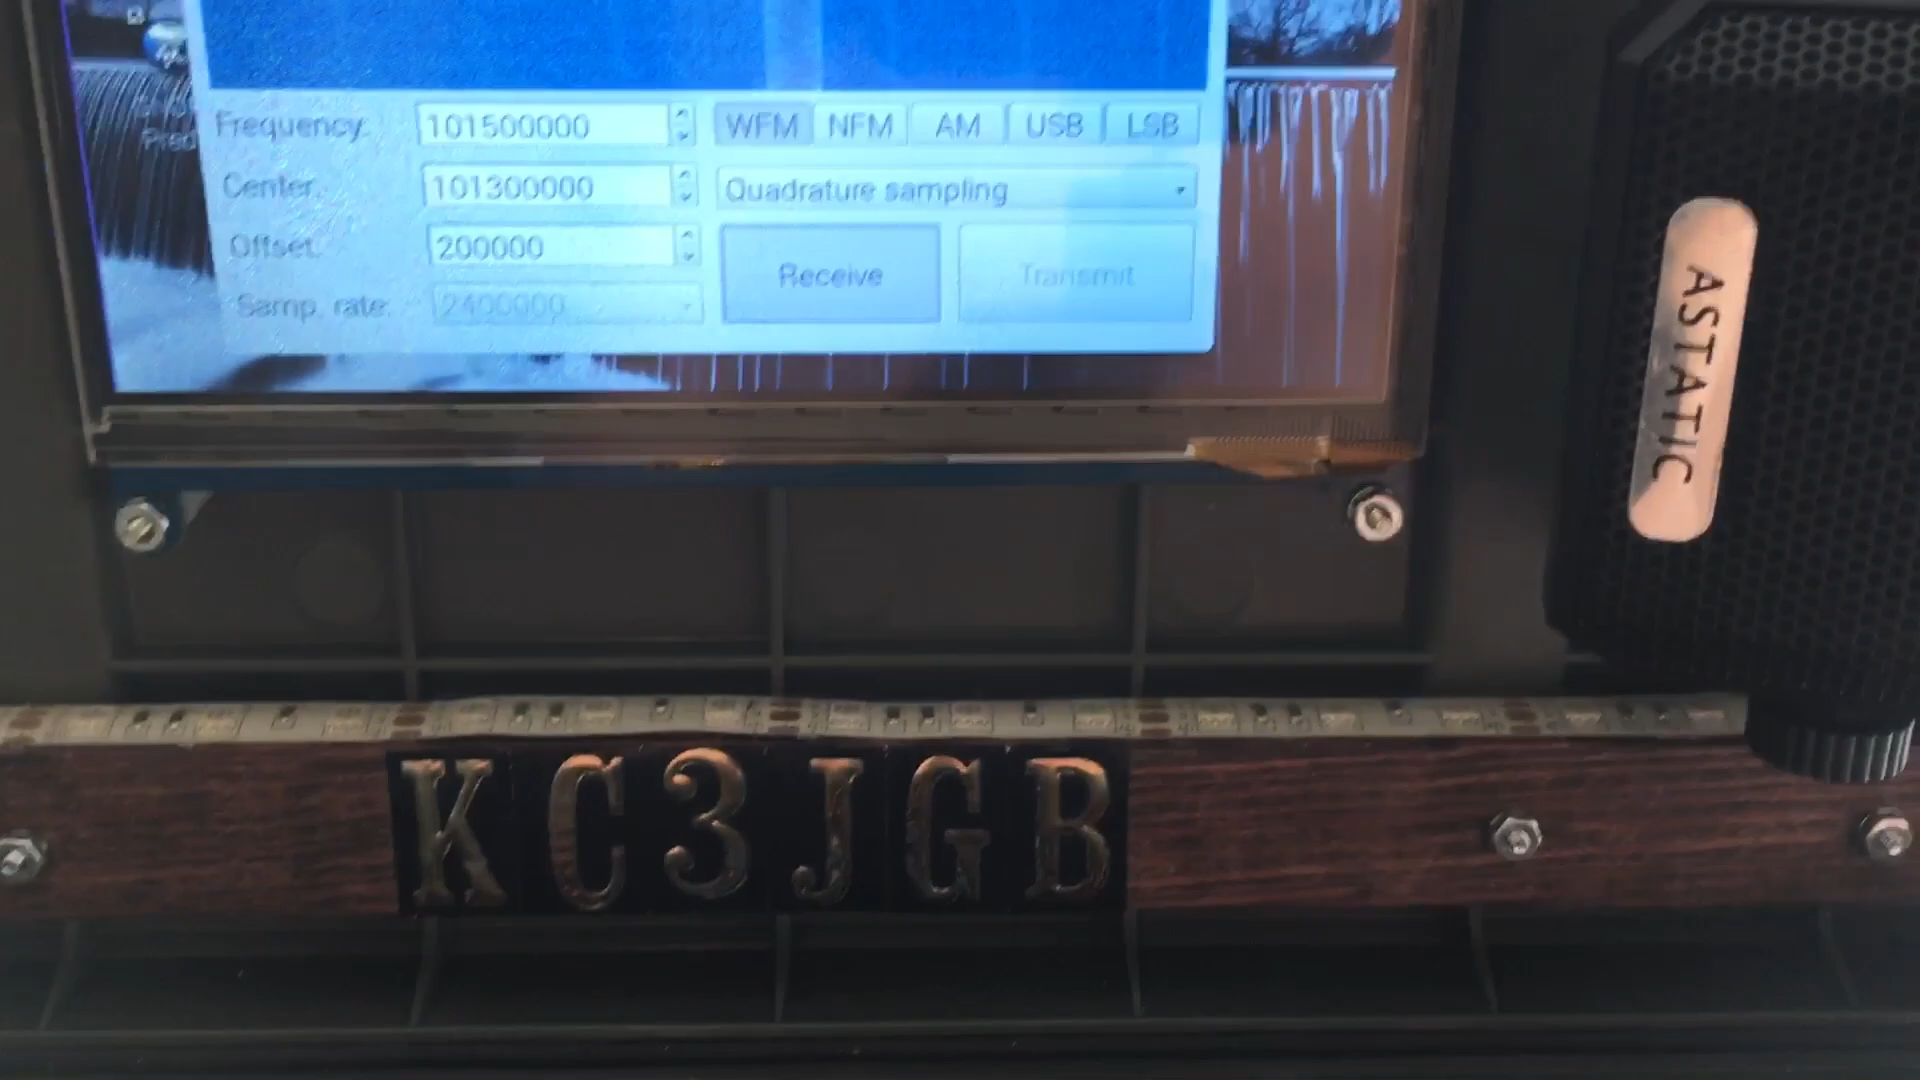 Pred
Frequency: 101500000 WFM NFM AM USB LSB
Center: 101300000 Quadrature sampling
Offset: 200000 Receive Transmit
Samp. rate: 2400000
ASTATIC
KC3JGB